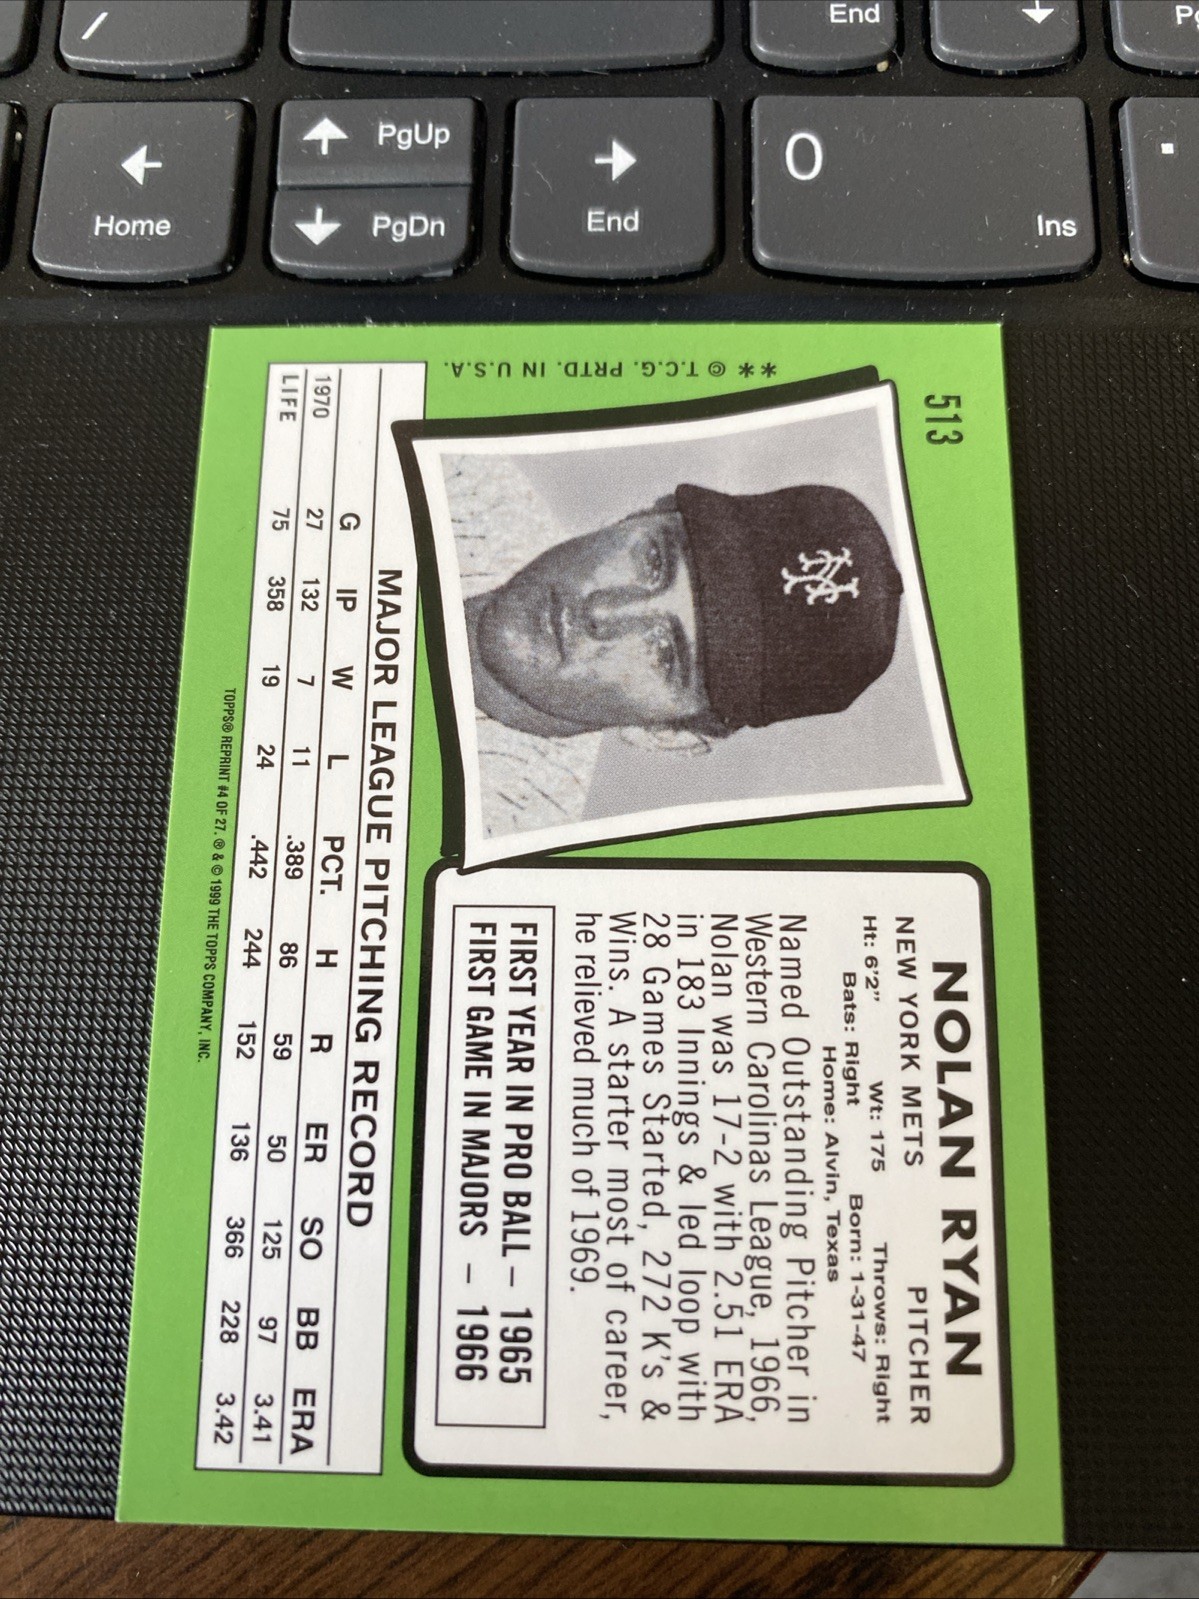 /
End
Pg
Home
PgUp
PgDn
End
0
Ins
.
513
** © T.C.G. PRTD. IN U.S.A.
NY
NOLAN RYAN
NEW YORK METS PITCHER
Ht: 6'2" Wt: 175 Throws: Right
Bats: Right Born: 1-31-47
Home: Alvin, Texas
Named Outstanding Pitcher in
Western Carolinas League, 1966,
Nolan was 17-2 with 2.51 ERA
in 183 Innings & led loop with
28 Games Started, 272 K's &
Wins. A starter most of career,
he relieved much of 1969.
FIRST YEAR IN PRO BALL — 1965
FIRST GAME IN MAJORS — 1966
MAJOR LEAGUE PITCHING RECORD
G IP W L PCT. H R ER SO BB ERA
1970 27 132 7 11 .389 86 59 50 125 97 3.41
LIFE 75 358 19 24 .442 244 152 136 366 228 3.42
TOPPS® REPRINT #4 OF 27. ® & © 1999 THE TOPPS COMPANY, INC.